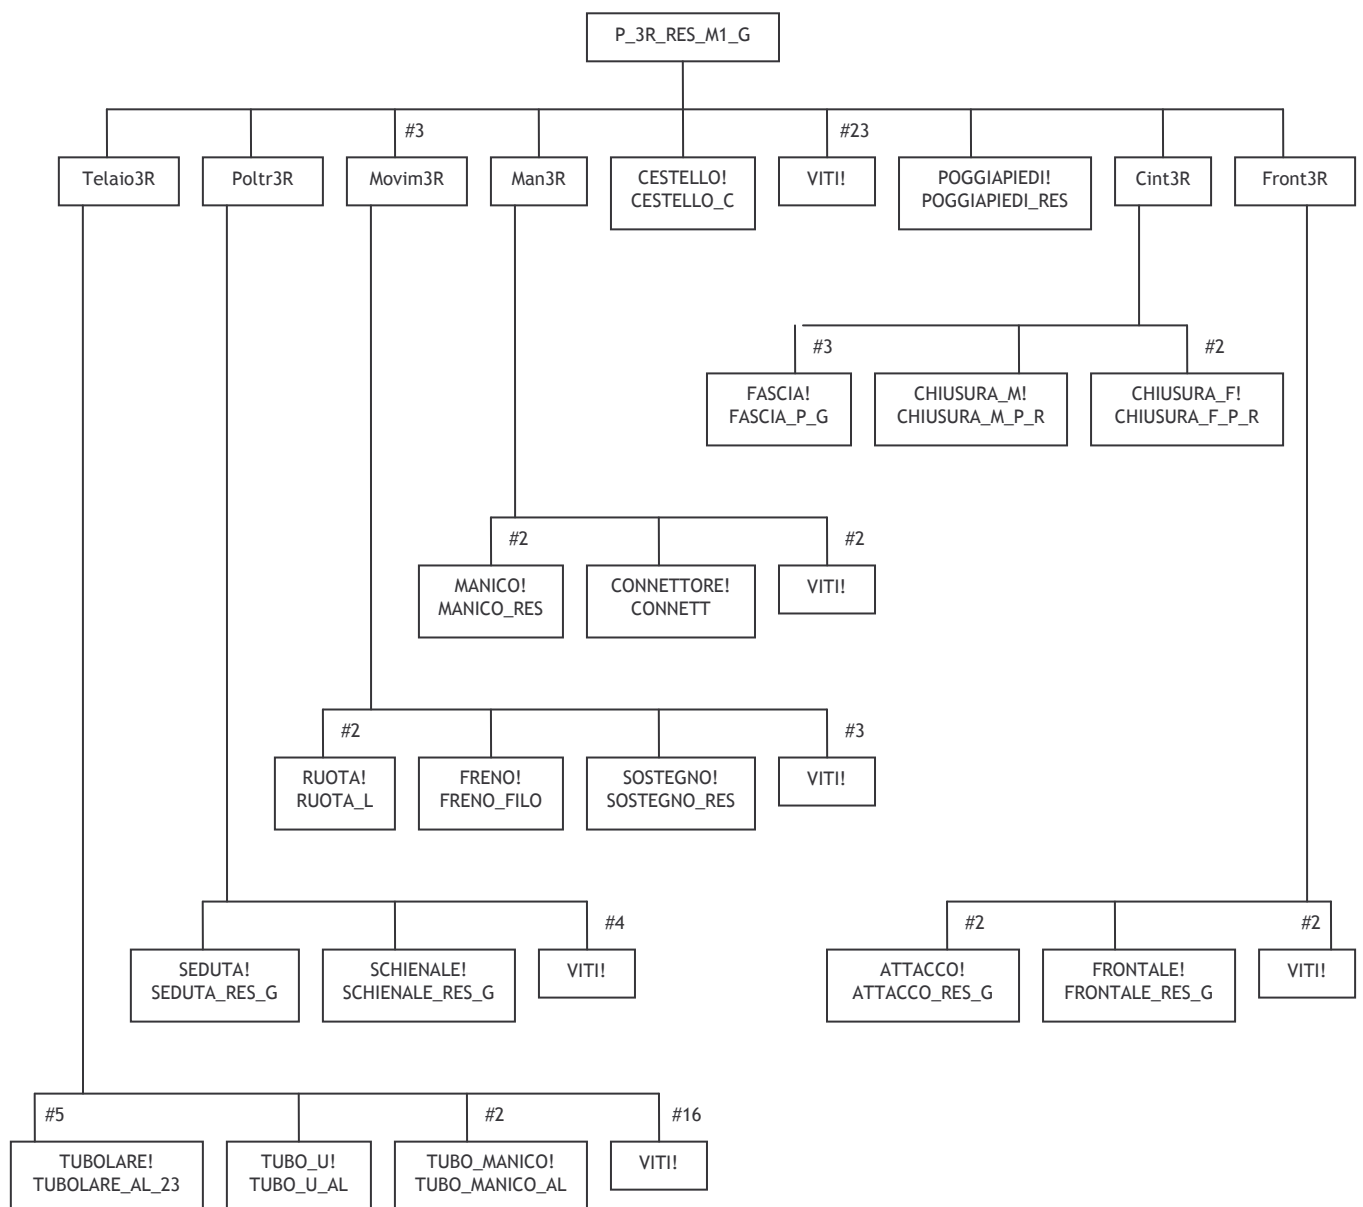 P_3R_RES_M1_G
#3
#23
Telaio3R
Poltr3R
Movim3R
Man3R
CESTELLO!
CESTELLO_C
VITI!
POGGIAPIEDI!
POGGIAPIEDI_RES
Cint3R
Front3R
#3
#2
FASCIA!
FASCIA_P_G
CHIUSURA_M!
CHIUSURA_M_P_R
CHIUSURA_F!
CHIUSURA_F_P_R
#2
#2
MANICO!
MANICO_RES
CONNETTORE!
CONNETT
VITI!
#2
#3
RUOTA!
RUOTA_L
FRENO!
FRENO_FILO
SOSTEGNO!
SOSTEGNO_RES
VITI!
#4
#2
#2
SEDUTA!
SEDUTA_RES_G
SCHIENALE!
SCHIENALE_RES_G
VITI!
ATTACCO!
ATTACCO_RES_G
FRONTALE!
FRONTALE_RES_G
VITI!
#5
#2
#16
TUBOLARE!
TUBOLARE_AL_23
TUBO_U!
TUBO_U_AL
TUBO_MANICO!
TUBO_MANICO_AL
VITI!